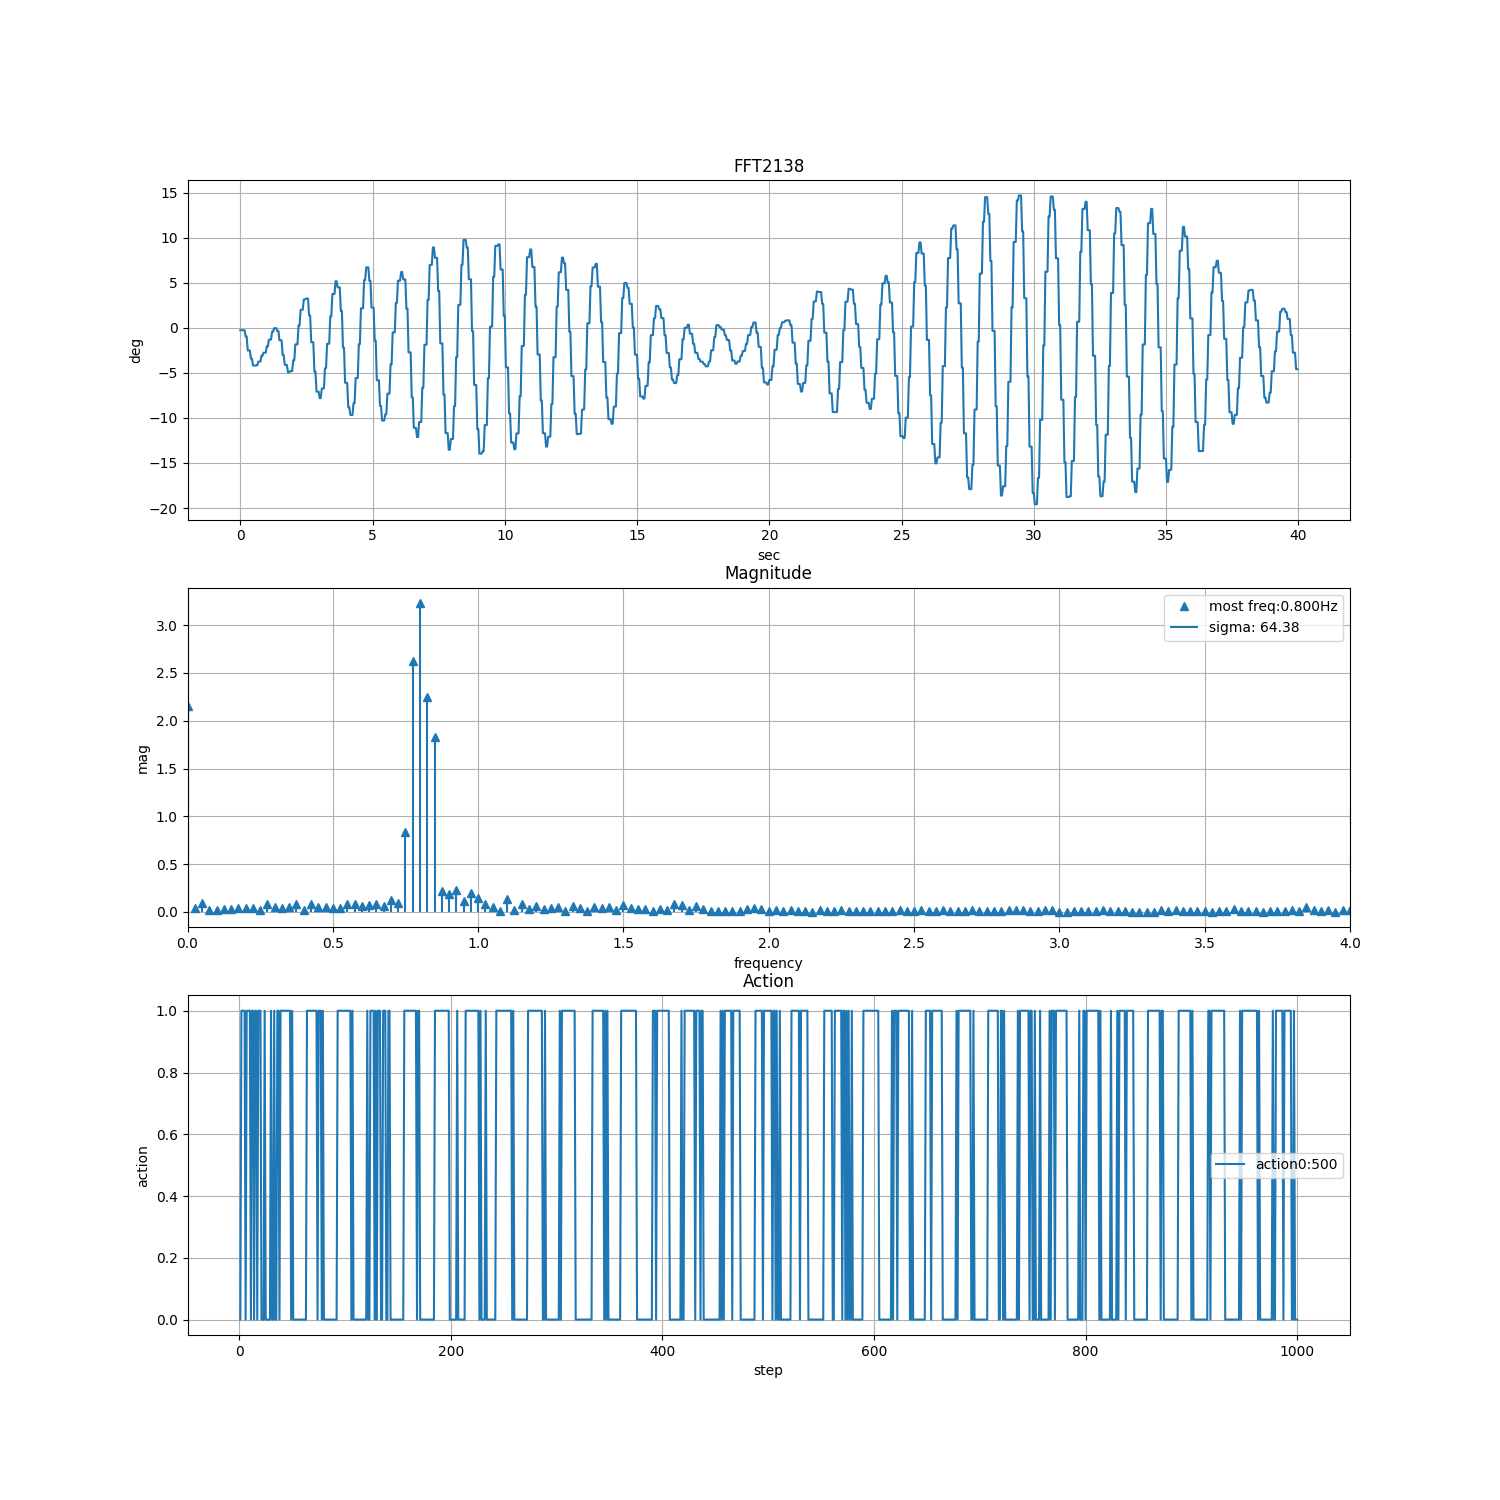 FFT2138
15
10
5
0
−5
−10
−15
−20
deg
0 5 10 15 20 25 30 35 40
sec
Magnitude
most freq:0.800Hz
sigma: 64.38
3.0
2.5
2.0
1.5
1.0
0.5
0.0
mag
0.0 0.5 1.0 1.5 2.0 2.5 3.0 3.5 4.0
frequency
Action
1.0
0.8
0.6
0.4
0.2
0.0
action
action0:500
0 200 400 600 800 1000
step